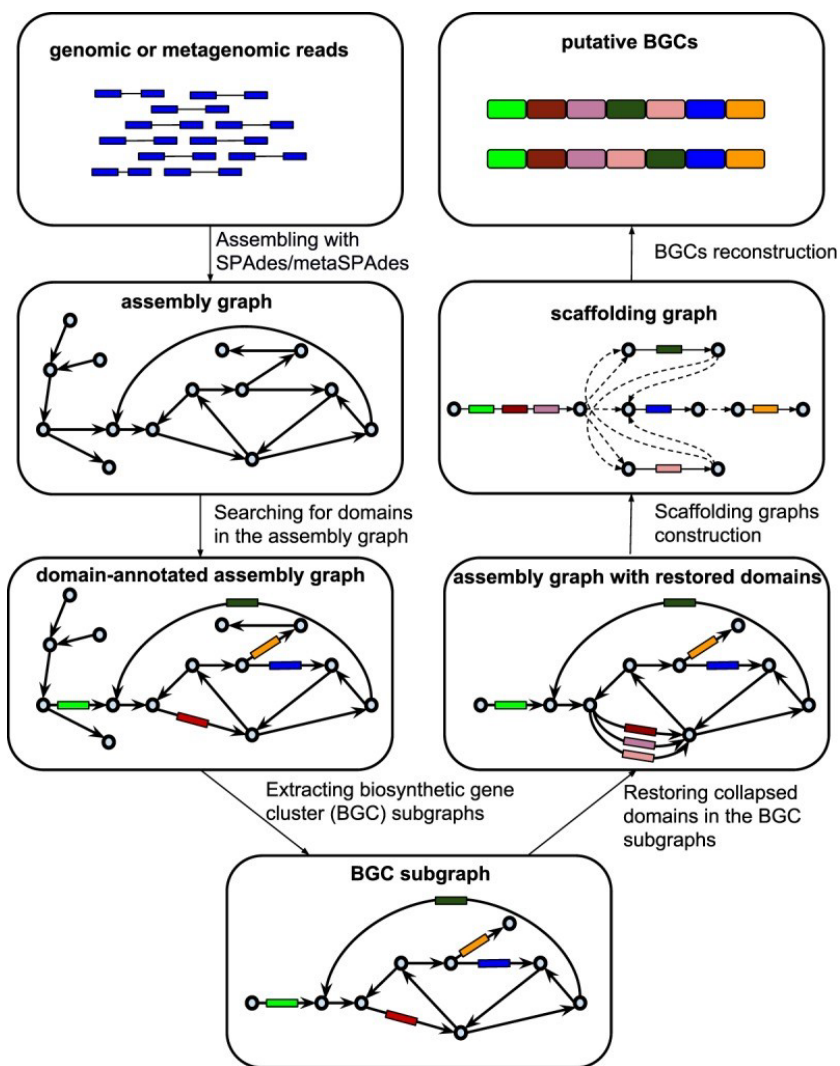 genomic or metagenomic reads
putative BGCs
Assembling with
SPAdes/metaSPAdes
BGCs reconstruction
assembly graph
scaffolding graph
Searching for domains
in the assembly graph
Scaffolding graphs
construction
domain-annotated assembly graph
assembly graph with restored domains
Extracting biosynthetic gene
cluster (BGC) subgraphs
Restoring collapsed
domains in the BGC
subgraphs
BGC subgraph